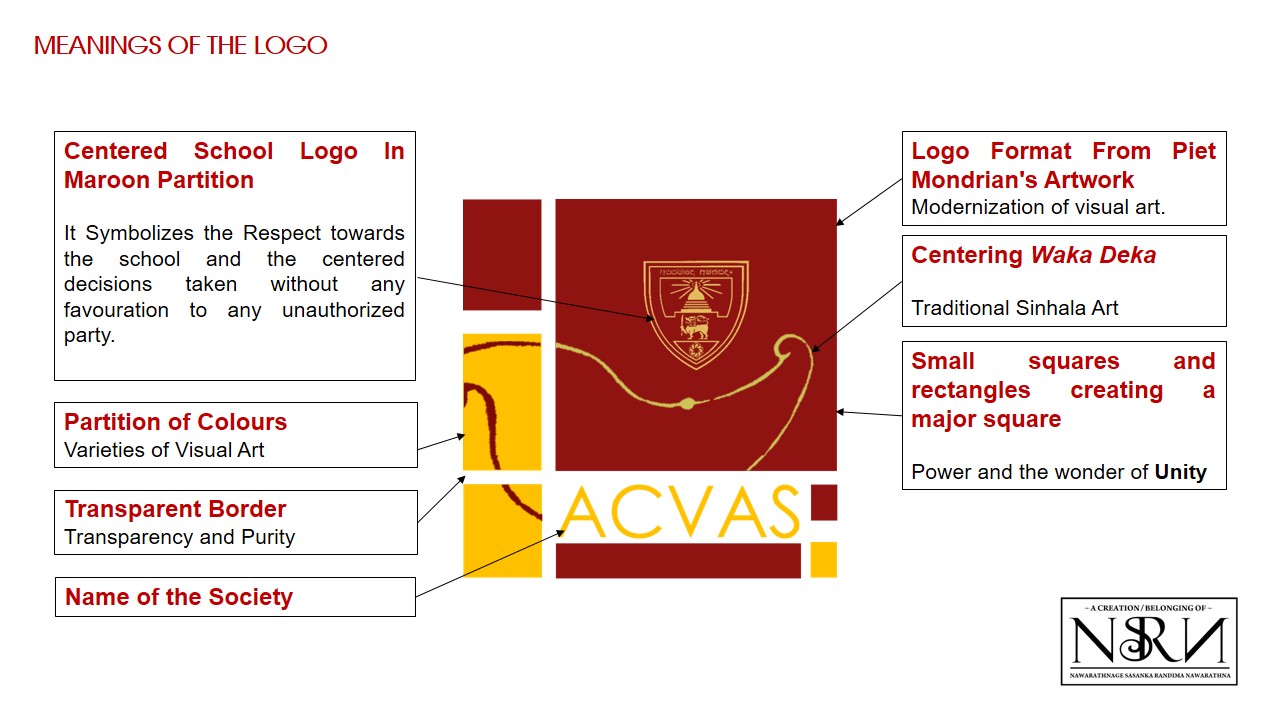 MEANINGS OF THE LOGO
Centered School Logo In
Maroon Partition
It Symbolizes the Respect towards
the school and the centered
decisions taken without any
favouration to any unauthorized
party.
Partition of Colours
Varieties of Visual Art
Transparent Border
Transparency and Purity
Name of the Society
ACVAS
Logo Format From Piet
Mondrian's Artwork
Modernization of visual art.
Centering Waka Deka
Traditional Sinhala Art
Small squares and
rectangles creating a
major square
Power and the wonder of Unity
~ A CREATION/BELONGING OF ~
NSRN
NAWARATHNAGE SASANKA RANDIMA NAWARATHNA